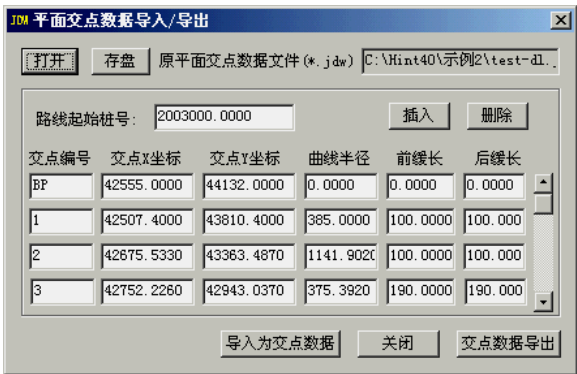 JDM 平面交点数据导入/导出
打开 存盘 原平面交点数据文件(*.jdw) C:\Hint40\示例2\test-dl.
路线起始桩号: 2003000.0000 插入 删除
交点编号 交点X坐标 交点Y坐标 曲线半径 前缓长 后缓长
BP 42555.0000 44132.0000 0.0000 0.0000 0.0000
1 42507.4000 43810.4000 385.0000 100.0000 100.000
2 42675.5330 43363.4870 1141.902 100.0000 100.000
3 42752.2260 42943.0370 375.3920 190.0000 190.000
导入为交点数据 关闭 交点数据导出